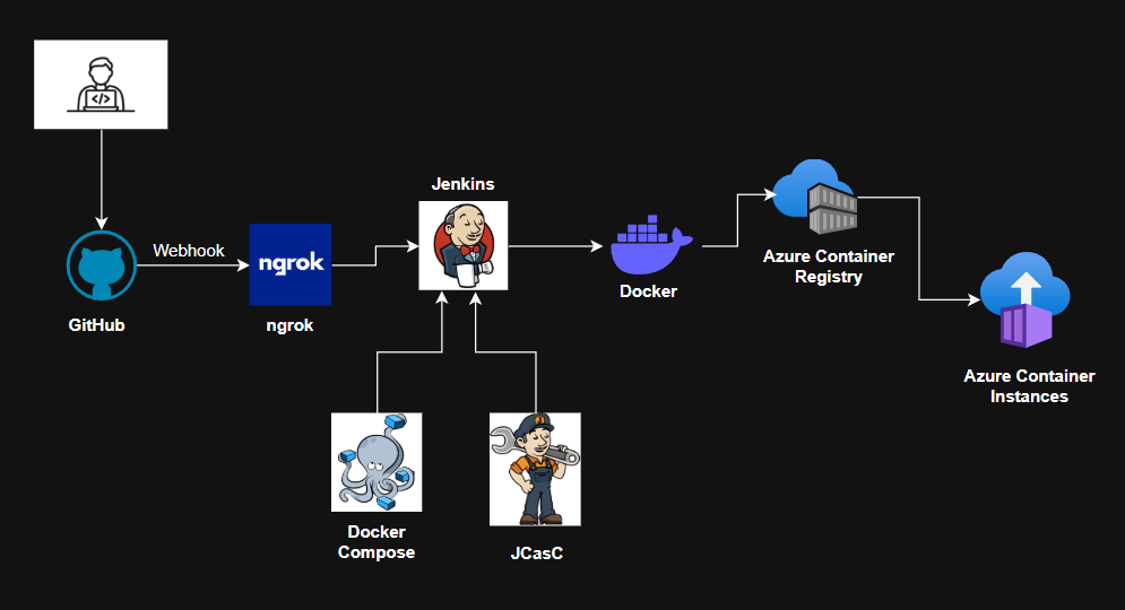 </>
Jenkins
Webhook
ngrok
GitHub
ngrok
Docker
Azure Container
Registry
Azure Container
Instances
Docker
Compose
JCasC